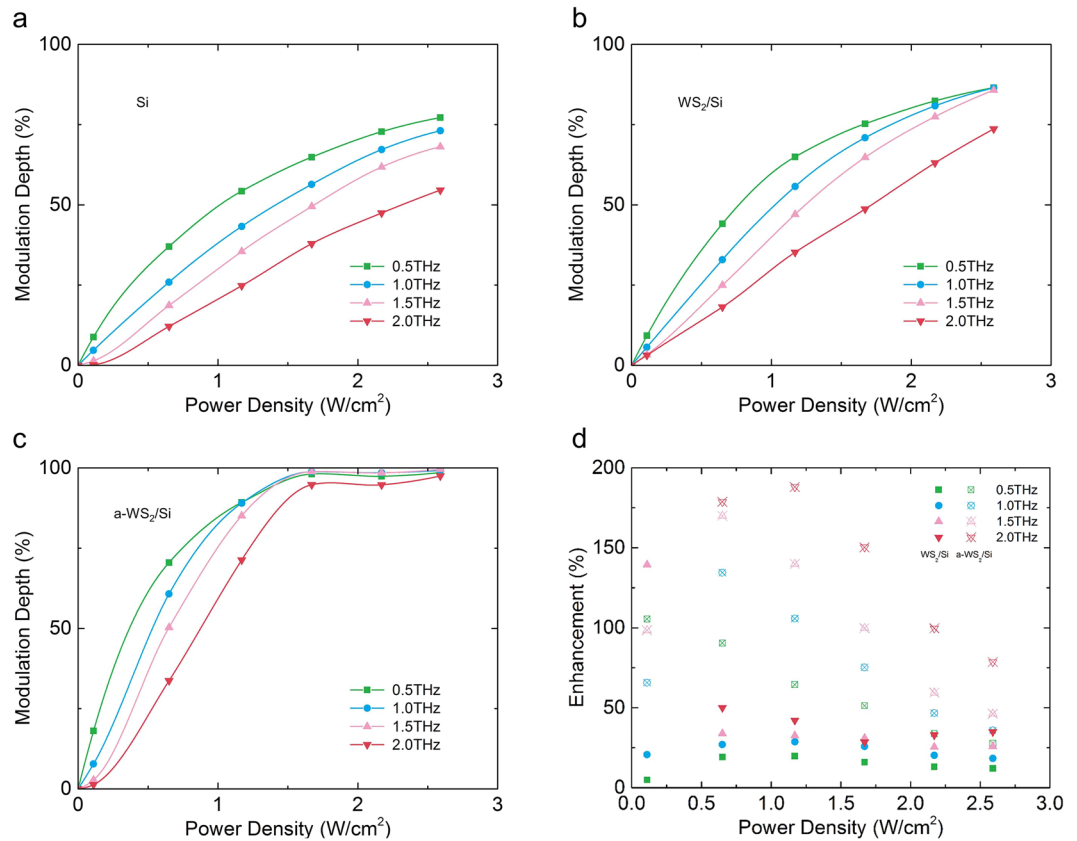 a
100
50
0
Modulation Depth (%)
Si
0.5THz
1.0THz
1.5THz
2.0THz
0 1 2 3
Power Density (W/cm²)
b
100
50
0
Modulation Depth (%)
WS₂/Si
0.5THz
1.0THz
1.5THz
2.0THz
0 1 2 3
Power Density (W/cm²)
c
100
50
0
Modulation Depth (%)
a-WS₂/Si
0.5THz
1.0THz
1.5THz
2.0THz
0 1 2 3
Power Density (W/cm²)
d
200
150
100
50
0
Enhancement (%)
0.5THz
1.0THz
1.5THz
2.0THz
WS₂/Si a-WS₂/Si
0.0 0.5 1.0 1.5 2.0 2.5 3.0
Power Density (W/cm²)